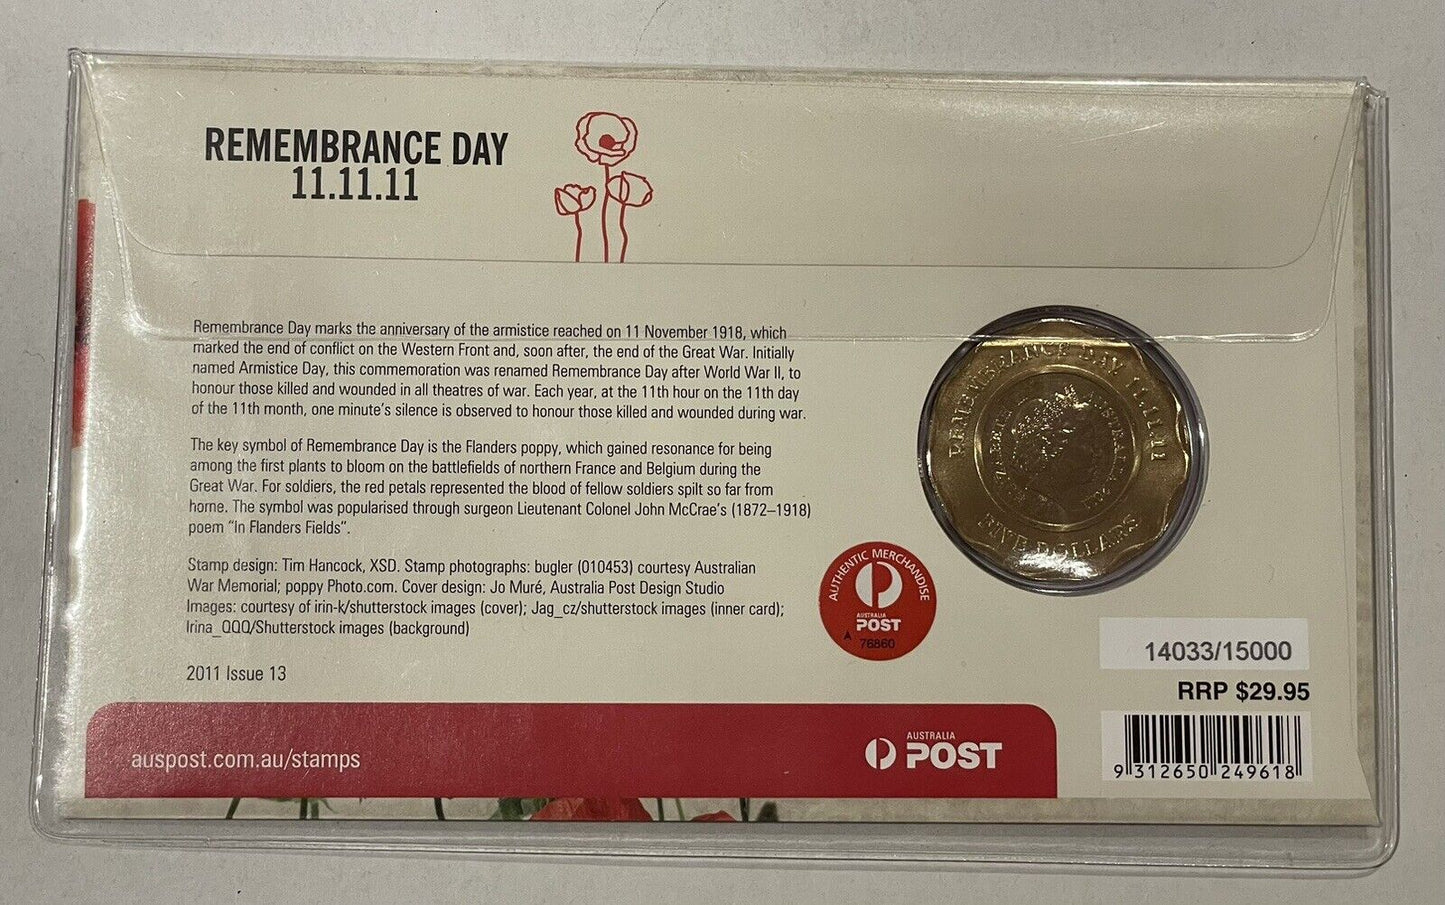 REMEMBRANCE DAY
11.11.11
Remembrance Day marks the anniversary of the armistice reached on 11 November 1918, which
marked the end of conflict on the Western Front and, soon after, the end of the Great War. Initially
named Armistice Day, this commemoration was renamed Remembrance Day after World War II, to
honour those killed and wounded in all theatres of war. Each year, at the 11th hour on the 11th day
of the 11th month, one minute's silence is observed to honour those killed and wounded during war.
The key symbol of Remembrance Day is the Flanders poppy, which gained resonance for being
among the first plants to bloom on the battlefields of northern France and Belgium during the
Great War. For soldiers, the red petals represented the blood of fellow soldiers spilt so far from
home. The symbol was popularised through surgeon Lieutenant Colonel John McCrae's (1872–1918)
poem "In Flanders Fields".
Stamp design: Tim Hancock, XSD. Stamp photographs: bugler (010453) courtesy Australian
War Memorial; poppy Photo.com. Cover design: Jo Muré, Australia Post Design Studio
Images: courtesy of irin-k/shutterstock images (cover); Jag_cz/shutterstock images (inner card);
Irina_QQQ/Shutterstock images (background)
2011 Issue 13
REMEMBRANCE DAY 11.11.11
ELIZABETH II
AUSTRALIA 2011
FIVE DOLLARS
AUTHENTIC MERCHANDISE
AUSTRALIA
POST
A 76860
14033/15000
RRP $29.95
9 312650 249618
auspost.com.au/stamps
AUSTRALIA
POST